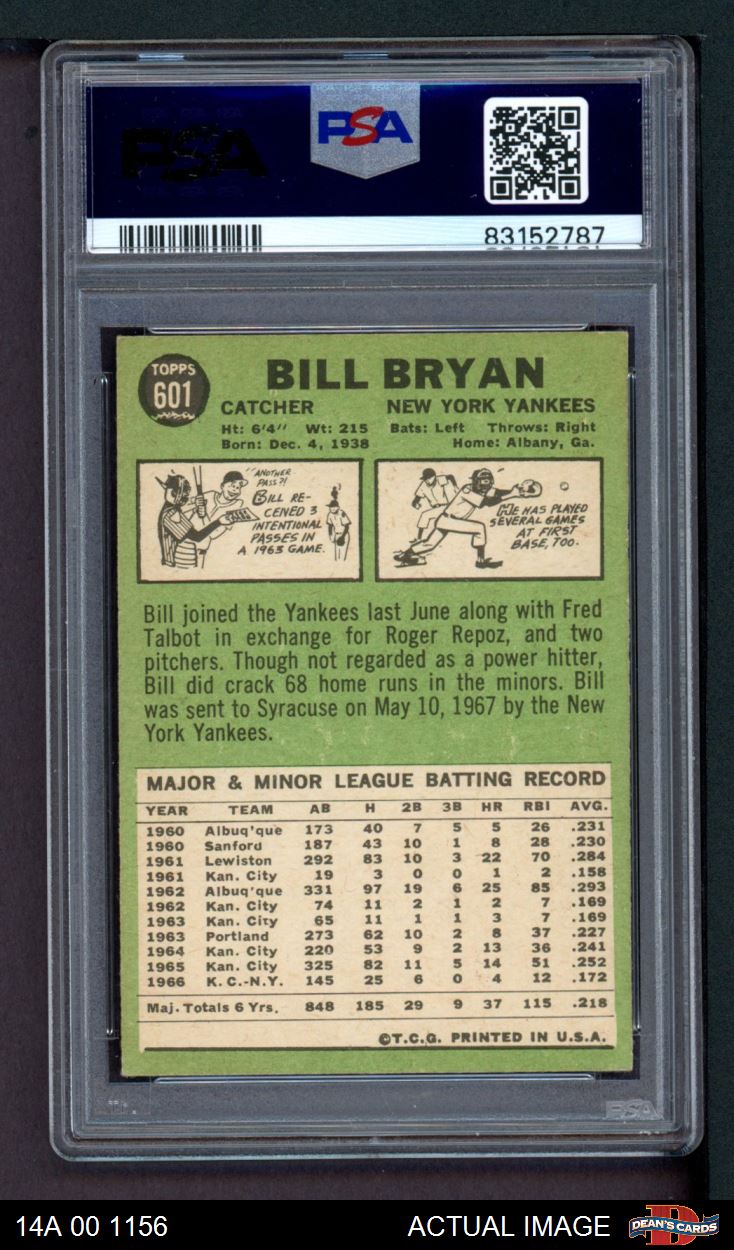 PSA
PSA
83152787
TOPPS
601
BILL BRYAN
CATCHER NEW YORK YANKEES
Ht: 6'4" Wt: 215 Bats: Left Throws: Right
Born: Dec. 4, 1938 Home: Albany, Ga.
"ANOTHER
PASS?!
BILL RE-
CEIVED 3
INTENTIONAL
PASSES IN
A 1963 GAME.
HE HAS PLAYED
SEVERAL GAMES
AT FIRST
BASE, TOO.
Bill joined the Yankees last June along with Fred
Talbot in exchange for Roger Repoz, and two
pitchers. Though not regarded as a power hitter,
Bill did crack 68 home runs in the minors. Bill
was sent to Syracuse on May 10, 1967 by the New
York Yankees.
MAJOR & MINOR LEAGUE BATTING RECORD
YEAR TEAM AB H 2B 3B HR RBI AVG.
1960 Albuq'que 173 40 7 5 5 26 .231
1960 Sanford 187 43 10 1 8 28 .230
1961 Lewiston 292 83 10 3 22 70 .284
1961 Kan. City 19 3 0 0 1 2 .158
1962 Albuq'que 331 97 19 6 25 85 .293
1962 Kan. City 74 11 2 1 2 7 .169
1963 Kan. City 65 11 1 1 3 7 .169
1963 Portland 273 62 10 2 8 37 .227
1964 Kan. City 220 53 9 2 13 36 .241
1965 Kan. City 325 82 11 5 14 51 .252
1966 K. C.-N.Y. 145 25 6 0 4 12 .172
Maj. Totals 6 Yrs. 848 185 29 9 37 115 .218
©T.C.G. PRINTED IN U.S.A.
PSA
14A 00 1156 ACTUAL IMAGE DEAN'S CARDS